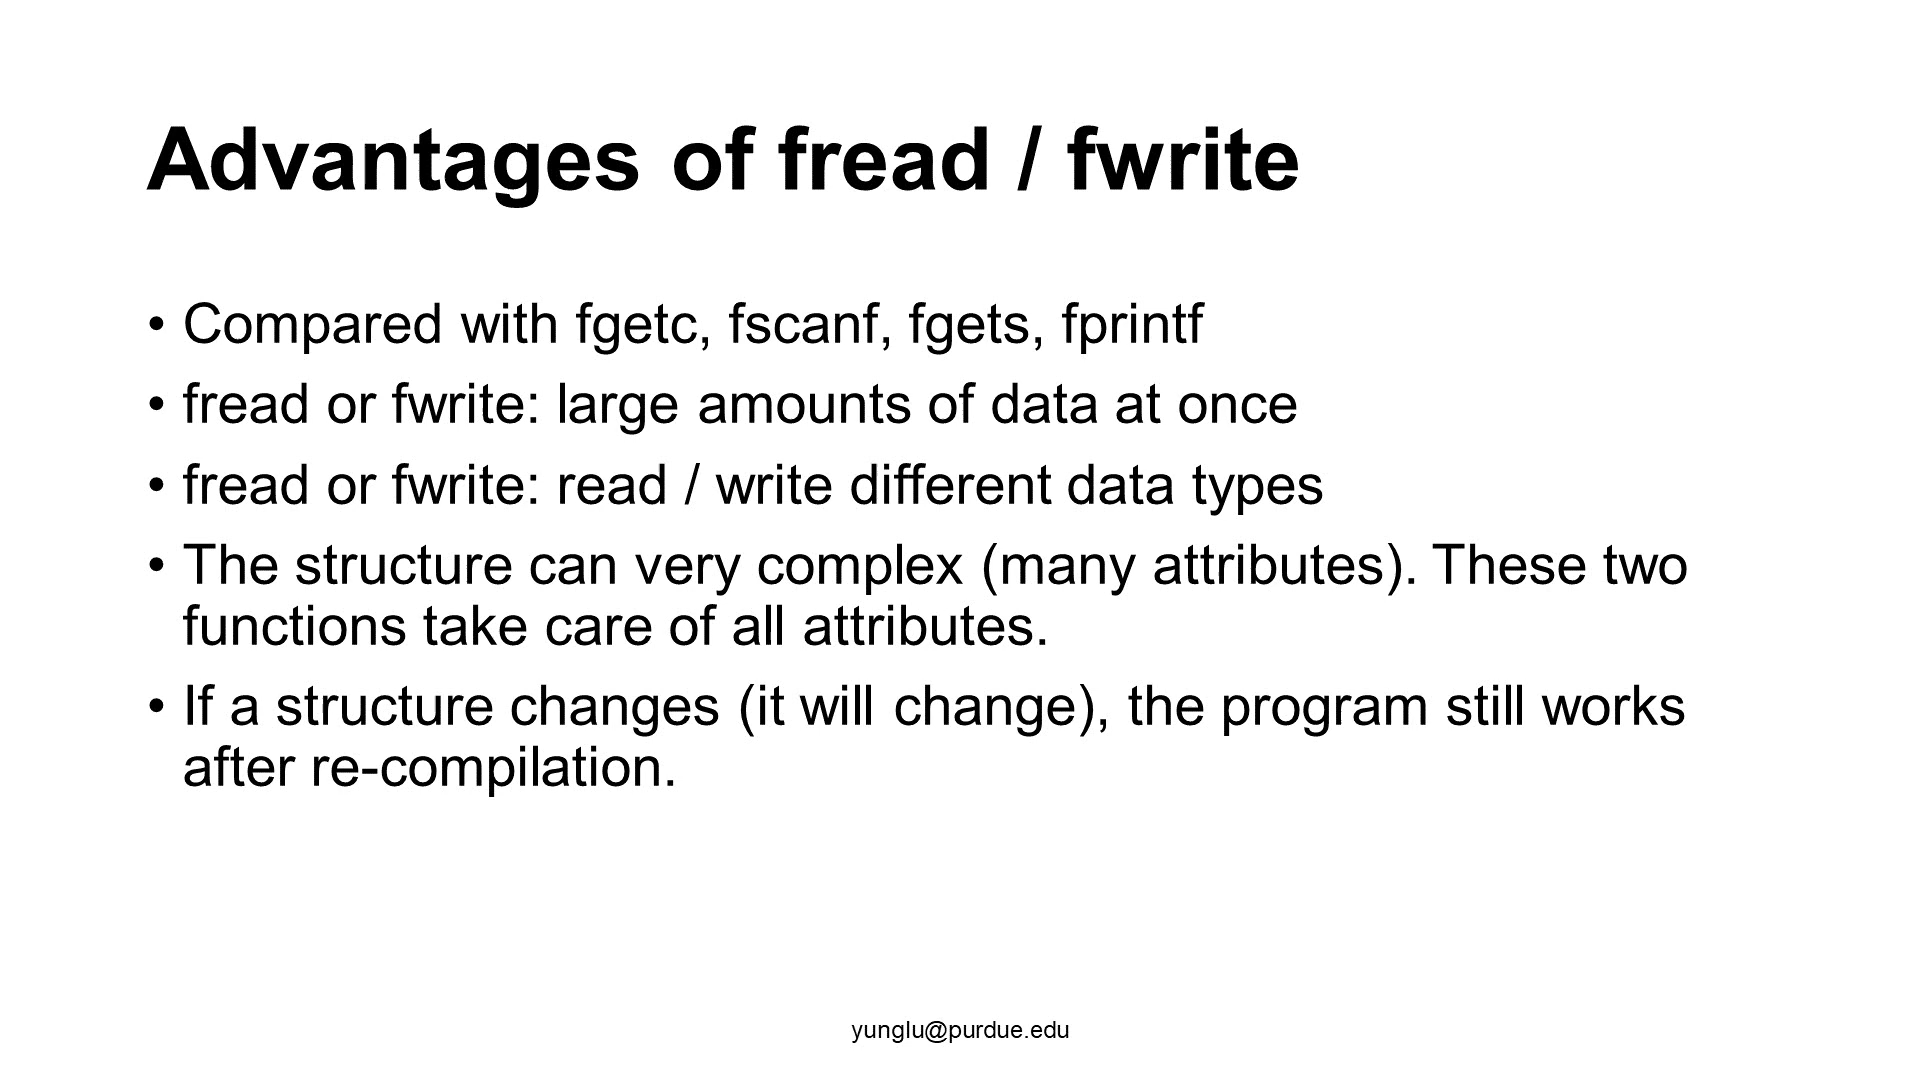 Advantages of fread / fwrite
• Compared with fgetc, fscanf, fgets, fprintf
• fread or fwrite: large amounts of data at once
• fread or fwrite: read / write different data types
• The structure can very complex (many attributes). These two
functions take care of all attributes.
• If a structure changes (it will change), the program still works
after re-compilation.
yunglu@purdue.edu